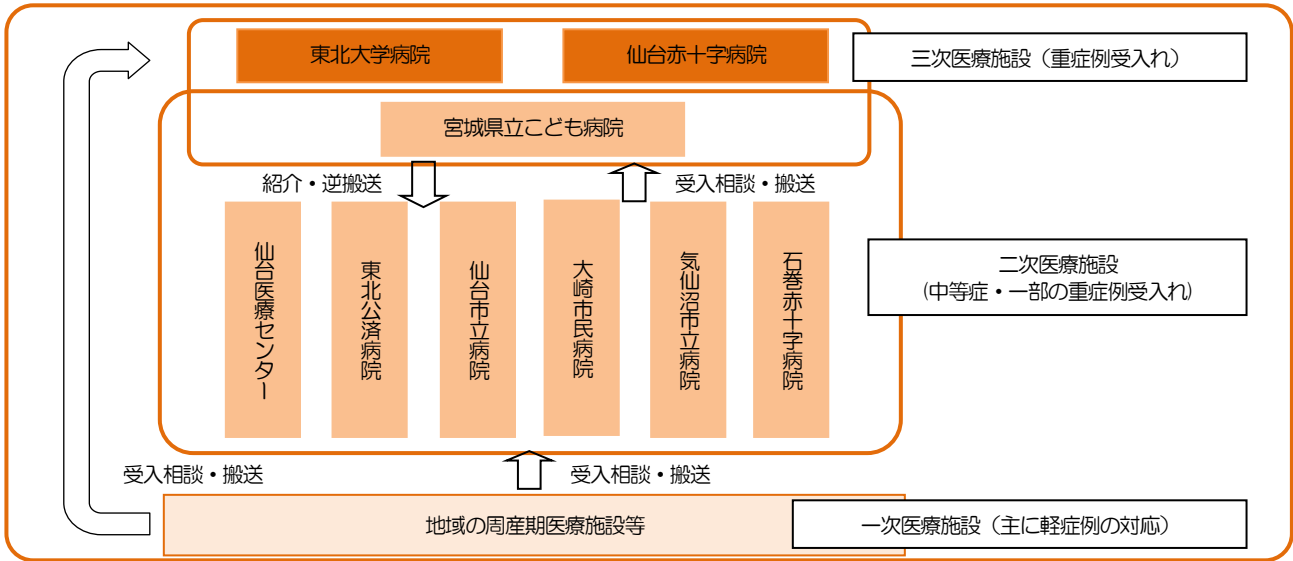 東北大学病院
仙台赤十字病院
三次医療施設（重症例受入れ）
宮城県立こども病院
紹介・逆搬送
受入相談・搬送
仙台医療センター
東北公済病院
仙台市立病院
大崎市民病院
気仙沼市立病院
石巻赤十字病院
二次医療施設
(中等症・一部の重症例受入れ)
受入相談・搬送
受入相談・搬送
地域の周産期医療施設等
一次医療施設（主に軽症例の対応）